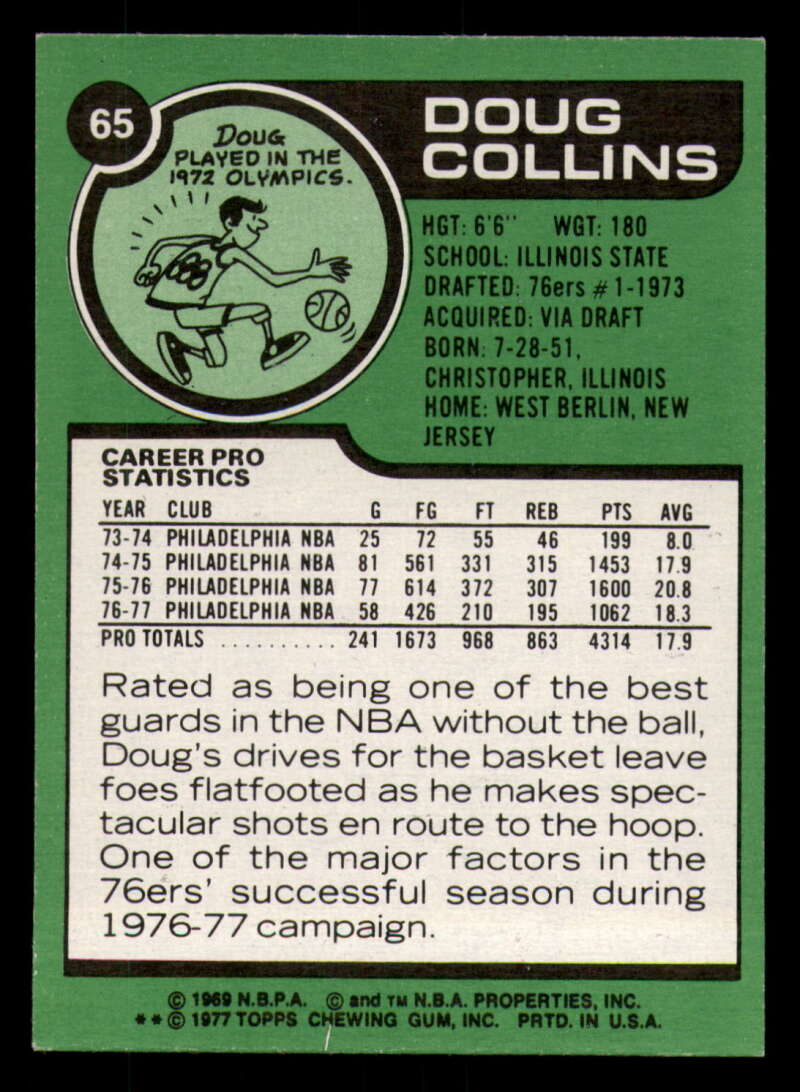 65
DOUG
PLAYED IN THE
1972 OLYMPICS.
DOUG
COLLINS
HGT: 6'6" WGT: 180
SCHOOL: ILLINOIS STATE
DRAFTED: 76ers #1-1973
ACQUIRED: VIA DRAFT
BORN: 7-28-51,
CHRISTOPHER, ILLINOIS
HOME: WEST BERLIN, NEW
JERSEY
CAREER PRO
STATISTICS
YEAR CLUB G FG FT REB PTS AVG
73-74 PHILADELPHIA NBA 25 72 55 46 199 8.0
74-75 PHILADELPHIA NBA 81 561 331 315 1453 17.9
75-76 PHILADELPHIA NBA 77 614 372 307 1600 20.8
76-77 PHILADELPHIA NBA 58 426 210 195 1062 18.3
PRO TOTALS .......... 241 1673 968 863 4314 17.9
Rated as being one of the best
guards in the NBA without the ball,
Doug's drives for the basket leave
foes flatfooted as he makes spec-
tacular shots en route to the hoop.
One of the major factors in the
76ers' successful season during
1976-77 campaign.
© 1969 N.B.P.A. © and TM N.B.A. PROPERTIES, INC.
**© 1977 TOPPS CHEWING GUM, INC. PRTD. IN U.S.A.